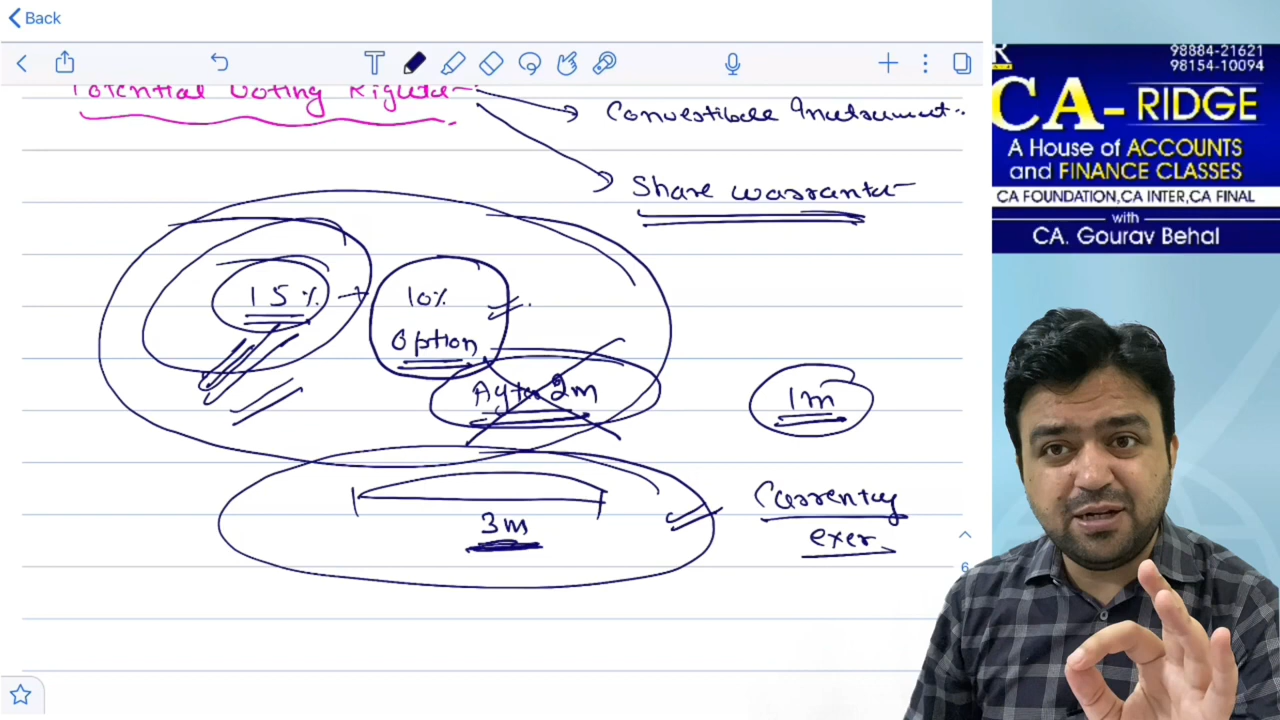 Back
Potential Voting Rights
Convertible Instrument..
Share warrants
15% + 10%
Option
After 2m
1m
3m
Currently
exer
6
98884-21621
98154-10094
R
CA- RIDGE
A House of ACCOUNTS
and FINANCE CLASSES
CA FOUNDATION,CA INTER,CA FINAL
with
CA. Gourav Behal